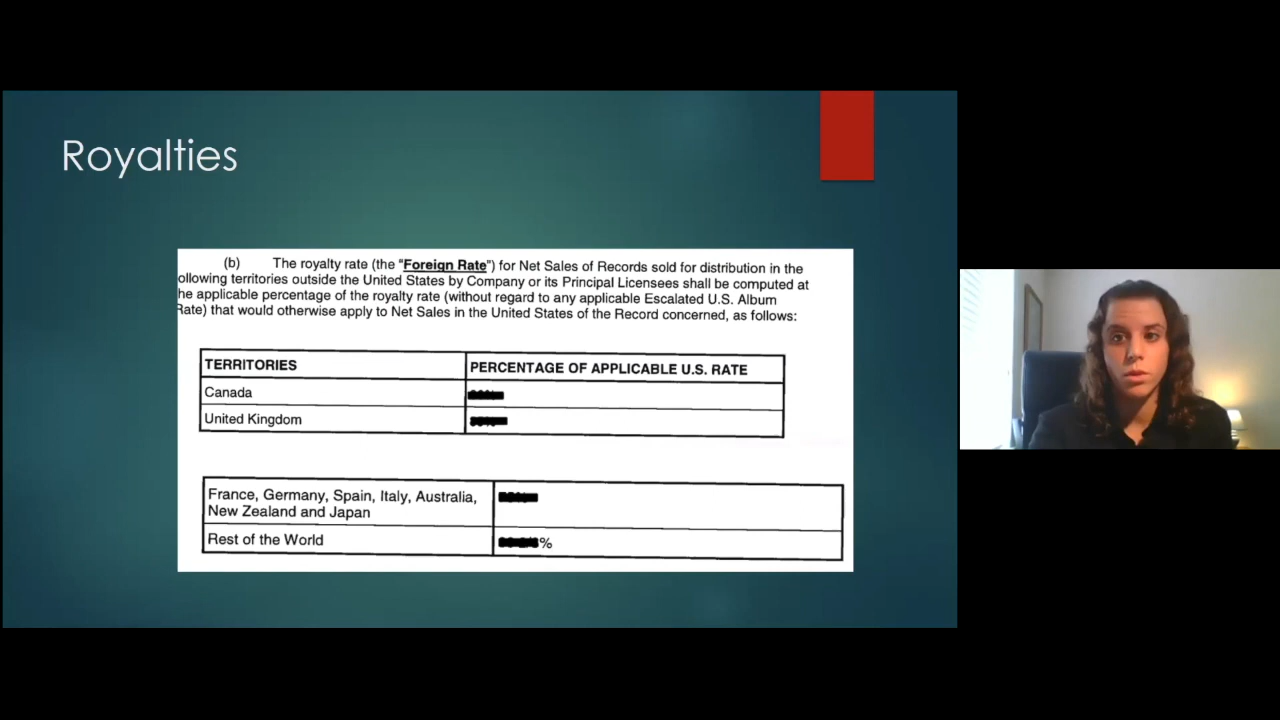 Royalties
(b) The royalty rate (the "Foreign Rate") for Net Sales of Records sold for distribution in the
ollowing territories outside the United States by Company or its Principal Licensees shall be computed at
he applicable percentage of the royalty rate (without regard to any applicable Escalated U.S. Album
Rate) that would otherwise apply to Net Sales in the United States of the Record concerned, as follows:
TERRITORIES PERCENTAGE OF APPLICABLE U.S. RATE
Canada
United Kingdom
France, Germany, Spain, Italy, Australia,
New Zealand and Japan
Rest of the World %